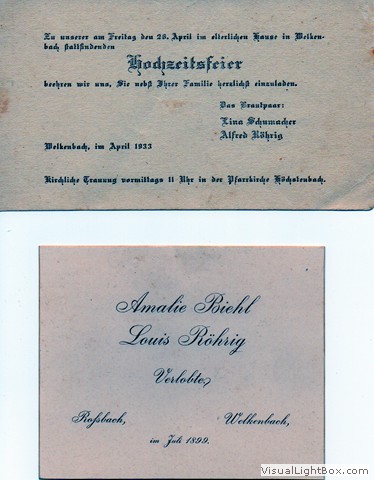 Zu unserer am Freitag den 28. April im elterlichen Hause in Welken-
bach stattfindenden
Hochzeitsfeier
beehren wir uns, Sie nebst Ihrer Familie herzlichst einzuladen.
Das Brautpaar:
Lina Schumacher
Alfred Röhrig
Welkenbach, im April 1933
Kirchliche Trauung vormittags 11 Uhr in der Pfarrkirche Höchstenbach.
Amalie Biehl
Louis Röhrig
Verlobte
Roßbach, Welkenbach,
im Juli 1899.
VisualLightBox.com